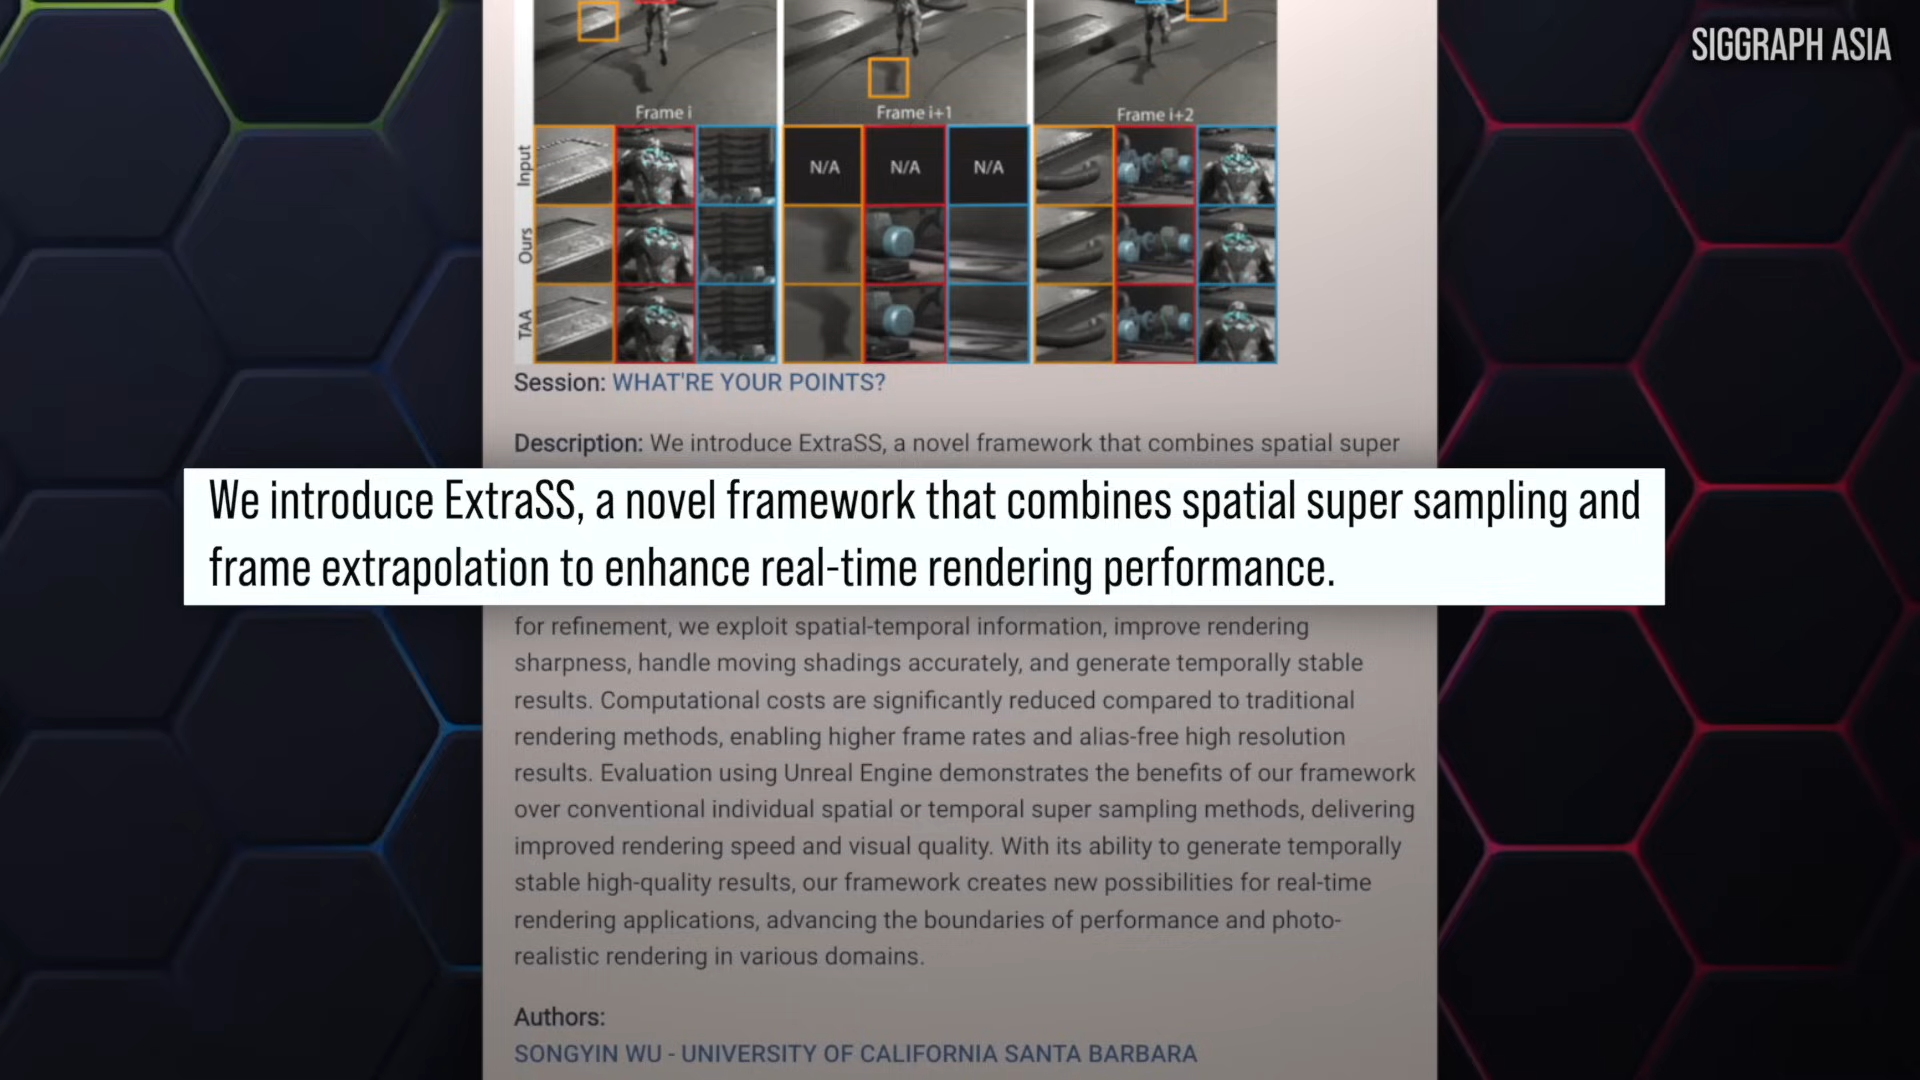 SIGGRAPH ASIA
Frame i
Frame i+1
Frame i+2
Input
N/A
N/A
N/A
Ours
TAA
Session: WHAT'RE YOUR POINTS?
Description: We introduce ExtraSS, a novel framework that combines spatial super
We introduce ExtraSS, a novel framework that combines spatial super sampling and
frame extrapolation to enhance real-time rendering performance.
for refinement, we exploit spatial-temporal information, improve rendering
sharpness, handle moving shadings accurately, and generate temporally stable
results. Computational costs are significantly reduced compared to traditional
rendering methods, enabling higher frame rates and alias-free high resolution
results. Evaluation using Unreal Engine demonstrates the benefits of our framework
over conventional individual spatial or temporal super sampling methods, delivering
improved rendering speed and visual quality. With its ability to generate temporally
stable high-quality results, our framework creates new possibilities for real-time
rendering applications, advancing the boundaries of performance and photo-
realistic rendering in various domains.
Authors:
SONGYIN WU - UNIVERSITY OF CALIFORNIA SANTA BARBARA